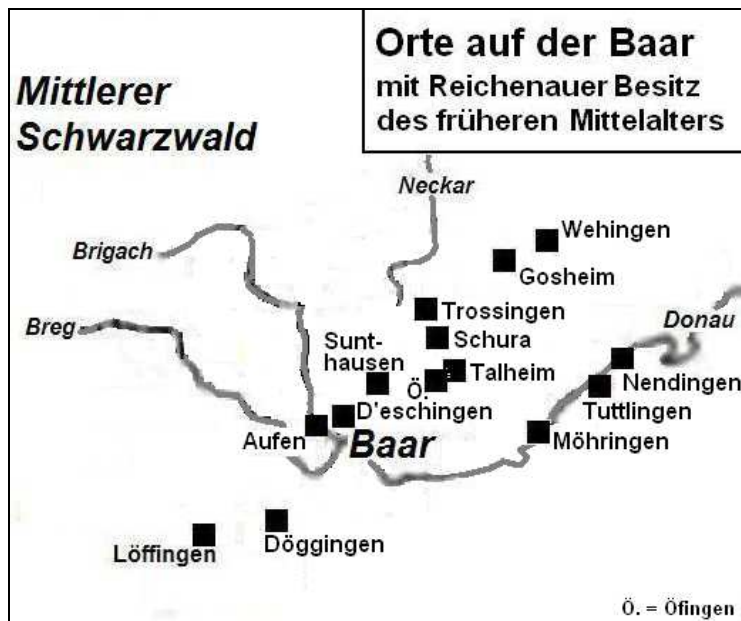 Orte auf der Baar
mit Reichenauer Besitz
des früheren Mittelalters
Mittlerer
Schwarzwald
Neckar
Wehingen
Brigach
Gosheim
Trossingen
Donau
Breg
Schura
Sunt-
hausen
Talheim
Nendingen
Ö.
Tuttlingen
D'eschingen
Aufen
Baar
Möhringen
Löffingen
Döggingen
Ö. = Öfingen